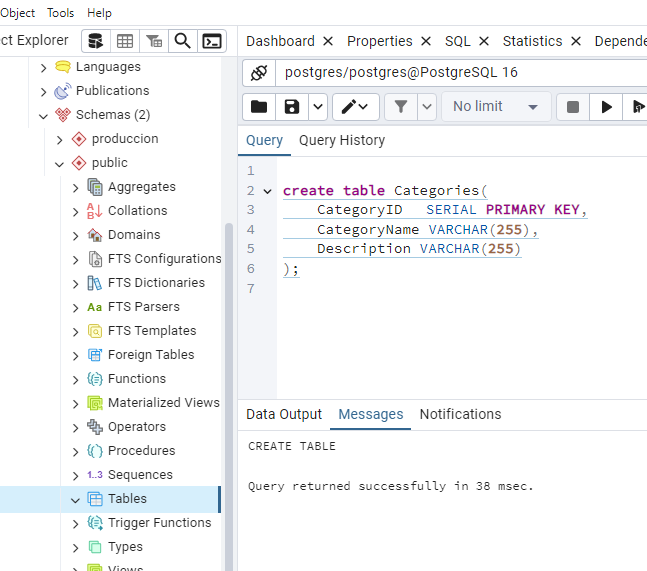 Object Tools Help
ct Explorer
Dashboard Properties SQL Statistics Depende
postgres/postgres@PostgreSQL 16
No limit
Query Query History
Languages
Publications
Schemas (2)
produccion
public
Aggregates
Collations
Domains
FTS Configurations
FTS Dictionaries
Aa FTS Parsers
FTS Templates
Foreign Tables
Functions
Materialized Views
Operators
Procedures
1..3 Sequences
Tables
Trigger Functions
Types
Views
1
2 create table Categories(
3 CategoryID SERIAL PRIMARY KEY,
4 CategoryName VARCHAR(255),
5 Description VARCHAR(255)
6 );
7
Data Output Messages Notifications
CREATE TABLE
Query returned successfully in 38 msec.